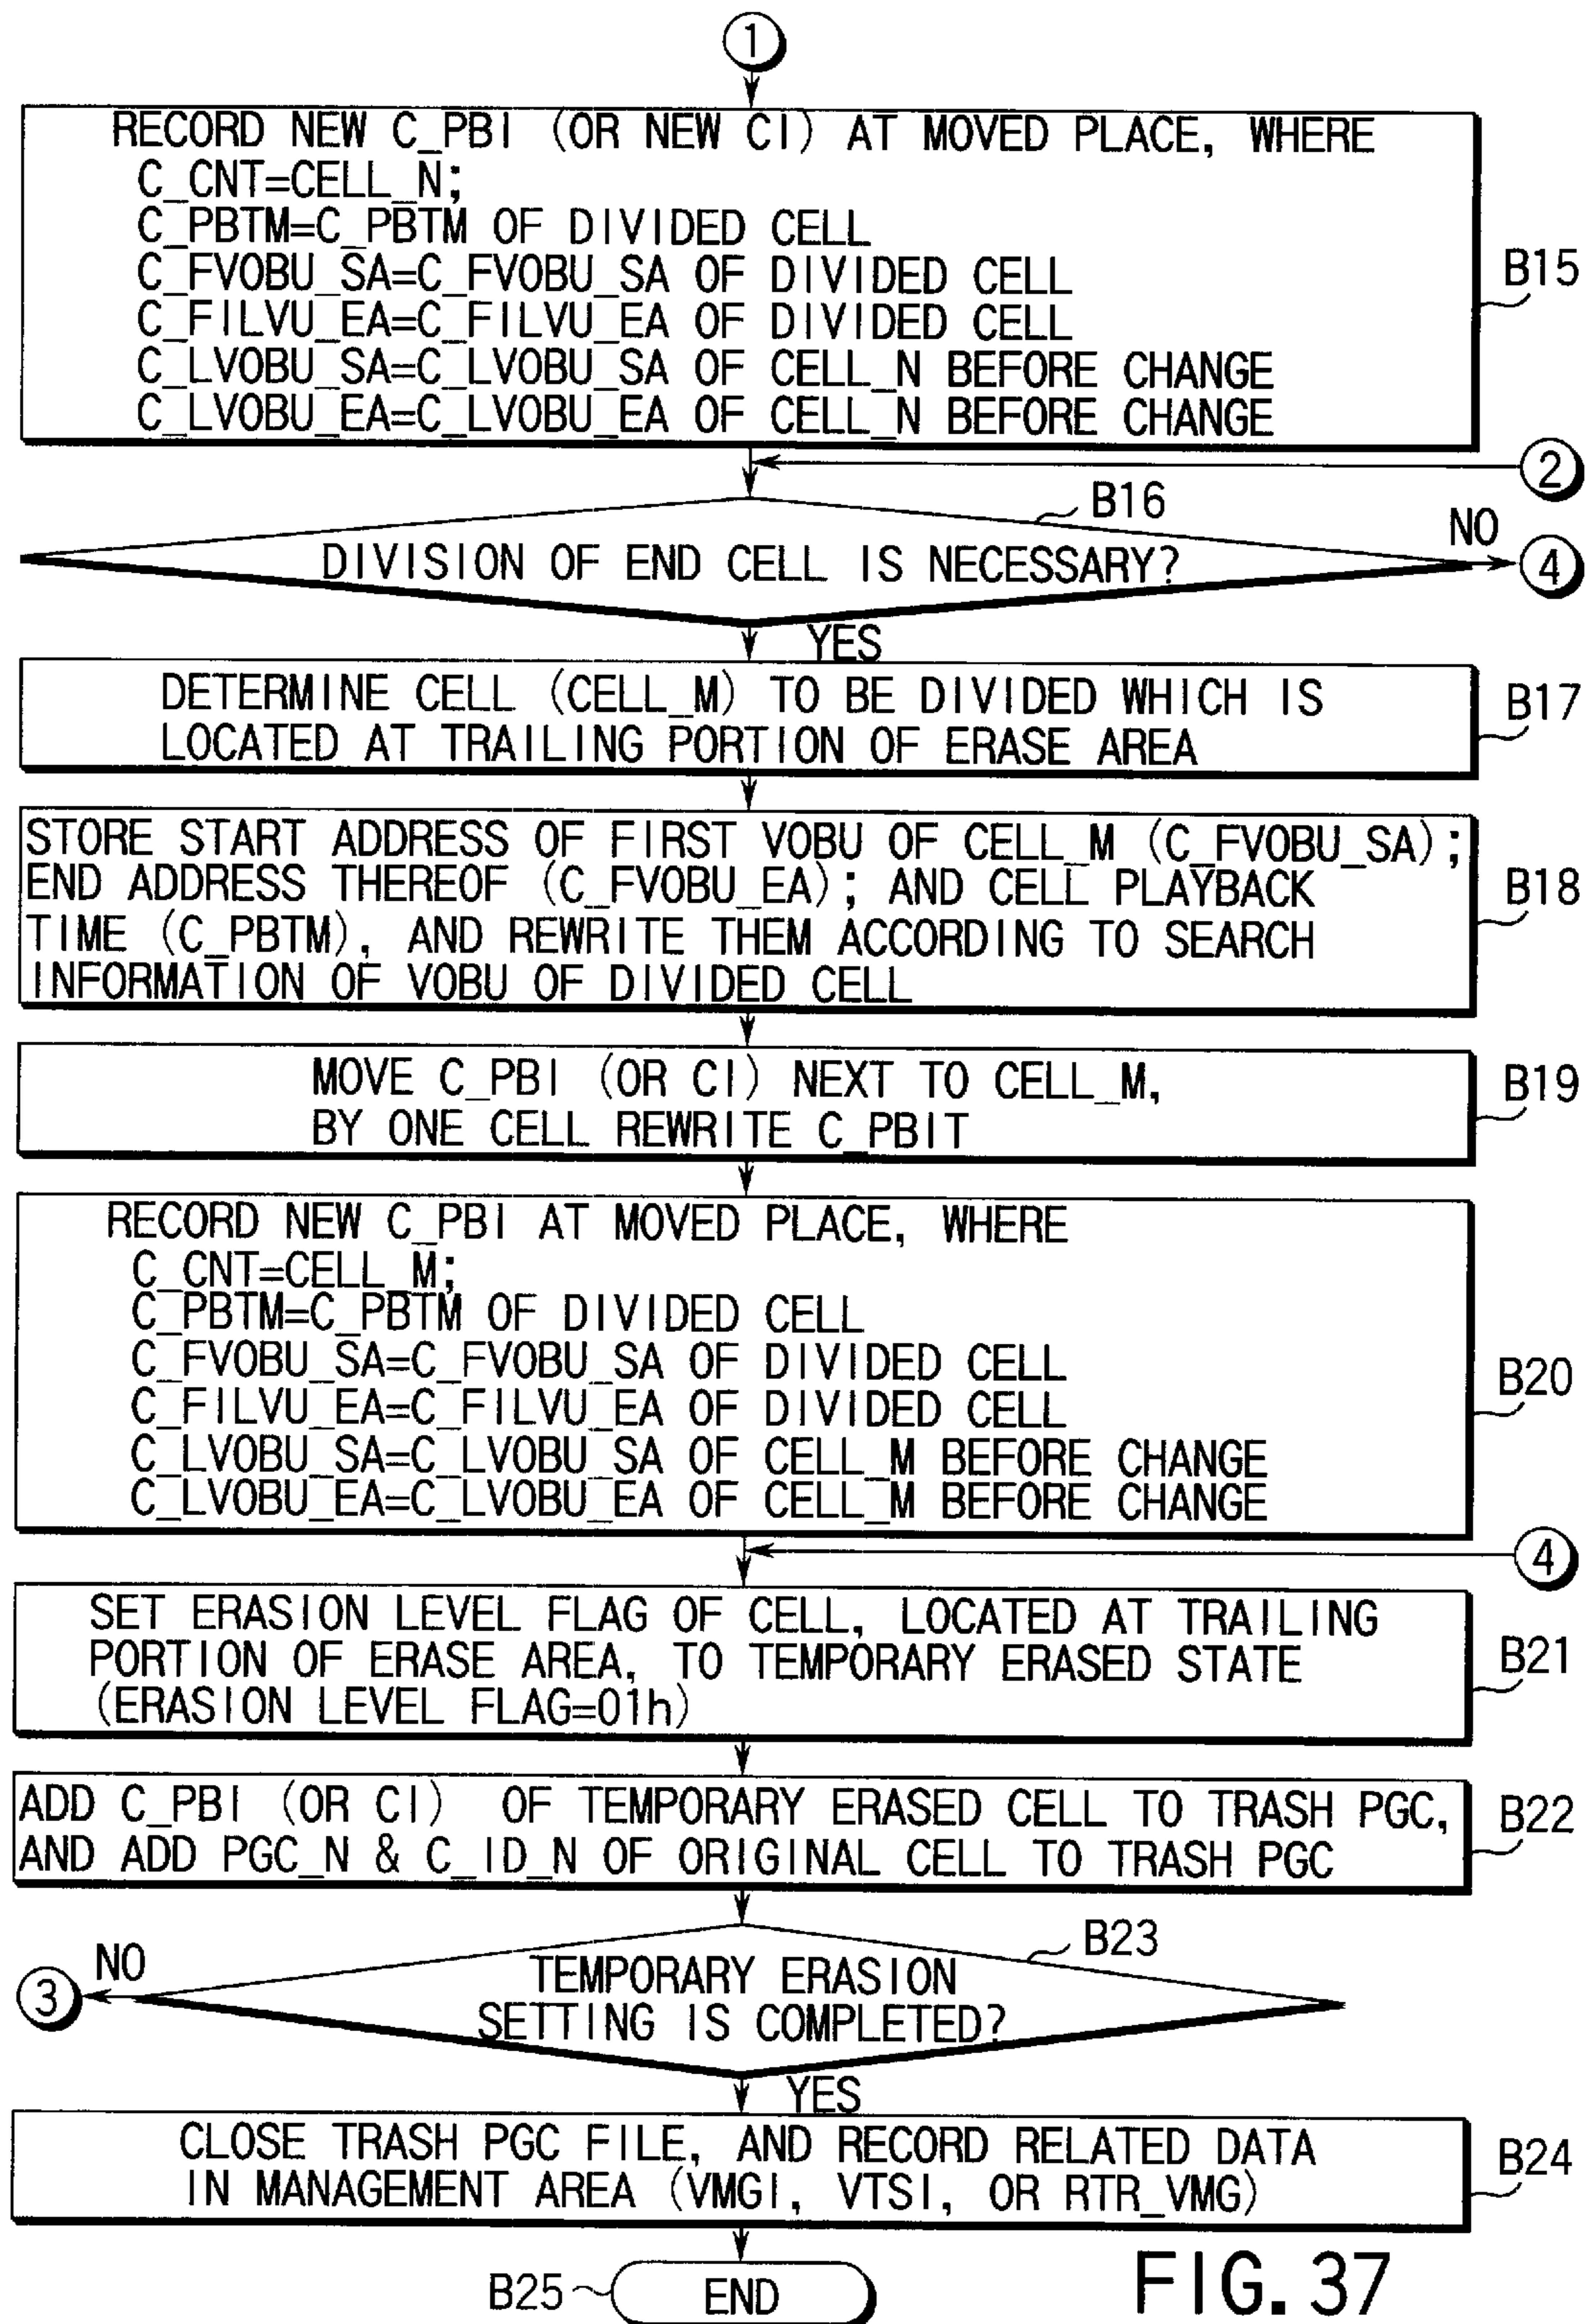 1
RECORD NEW C_PBI (OR NEW CI) AT MOVED PLACE, WHERE
C_CNT=CELL_N;
C_PBTM=C_PBTM OF DIVIDED CELL
C_FVOBU_SA=C_FVOBU_SA OF DIVIDED CELL
C_FILVU_EA=C_FILVU_EA OF DIVIDED CELL
C_LVOBU_SA=C_LVOBU_SA OF CELL_N BEFORE CHANGE
C_LVOBU_EA=C_LVOBU_EA OF CELL_N BEFORE CHANGE
B15
2
B16
DIVISION OF END CELL IS NECESSARY?
NO
4
YES
DETERMINE CELL (CELL_M) TO BE DIVIDED WHICH IS
LOCATED AT TRAILING PORTION OF ERASE AREA
B17
STORE START ADDRESS OF FIRST VOBU OF CELL_M (C_FVOBU_SA);
END ADDRESS THEREOF (C_FVOBU_EA); AND CELL PLAYBACK
TIME (C_PBTM), AND REWRITE THEM ACCORDING TO SEARCH
INFORMATION OF VOBU OF DIVIDED CELL
B18
MOVE C_PBI (OR CI) NEXT TO CELL_M,
BY ONE CELL REWRITE C_PBIT
B19
RECORD NEW C_PBI AT MOVED PLACE, WHERE
C_CNT=CELL_M;
C_PBTM=C_PBTM OF DIVIDED CELL
C_FVOBU_SA=C_FVOBU_SA OF DIVIDED CELL
C_FILVU_EA=C_FILVU_EA OF DIVIDED CELL
C_LVOBU_SA=C_LVOBU_SA OF CELL_M BEFORE CHANGE
C_LVOBU_EA=C_LVOBU_EA OF CELL_M BEFORE CHANGE
B20
4
SET ERASION LEVEL FLAG OF CELL, LOCATED AT TRAILING
PORTION OF ERASE AREA, TO TEMPORARY ERASED STATE
(ERASION LEVEL FLAG=01h)
B21
ADD C_PBI (OR CI) OF TEMPORARY ERASED CELL TO TRASH PGC,
AND ADD PGC_N & C_ID_N OF ORIGINAL CELL TO TRASH PGC
B22
B23
TEMPORARY ERASION
SETTING IS COMPLETED?
NO
3
YES
CLOSE TRASH PGC FILE, AND RECORD RELATED DATA
IN MANAGEMENT AREA (VMGI, VTSI, OR RTR_VMG)
B24
B25
END
FIG. 37